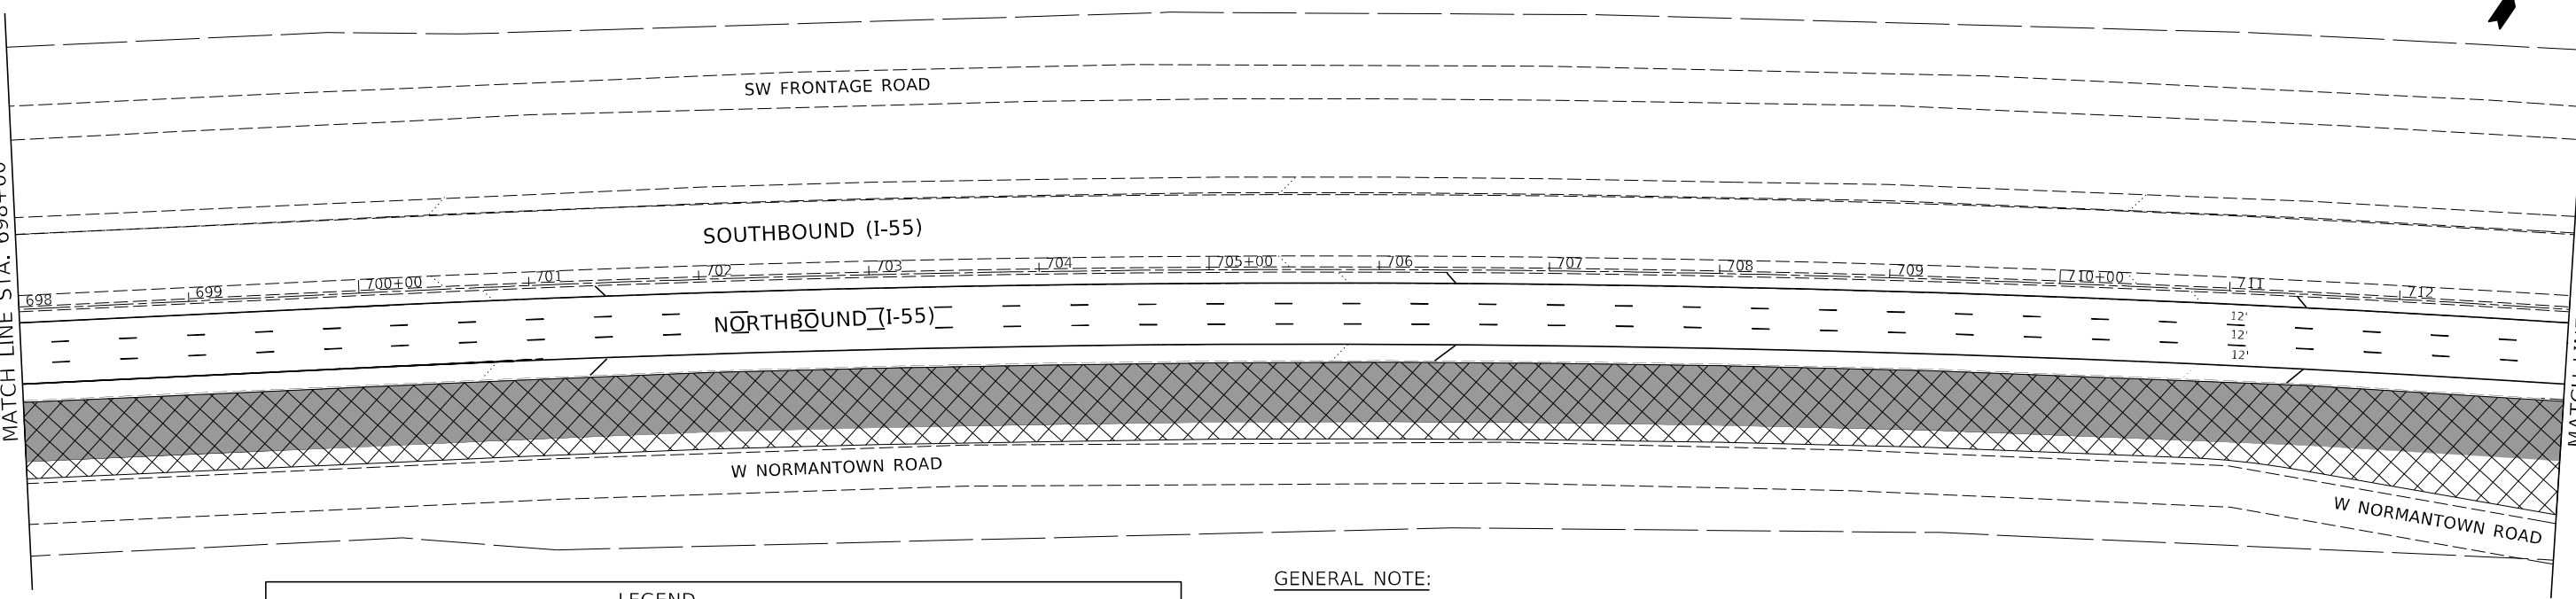 SW FRONTAGE ROAD
SOUTHBOUND (I-55)
698 699 700+00 701 702 703 704 705+00 706 707 708 709 710+00 711 712
NORTHBOUND (I-55)
12'
12'
12'
MATCH LINE STA. 698+00
W NORMANTOWN ROAD
W NORMANTOWN ROAD
GENERAL NOTE:
LEGEND